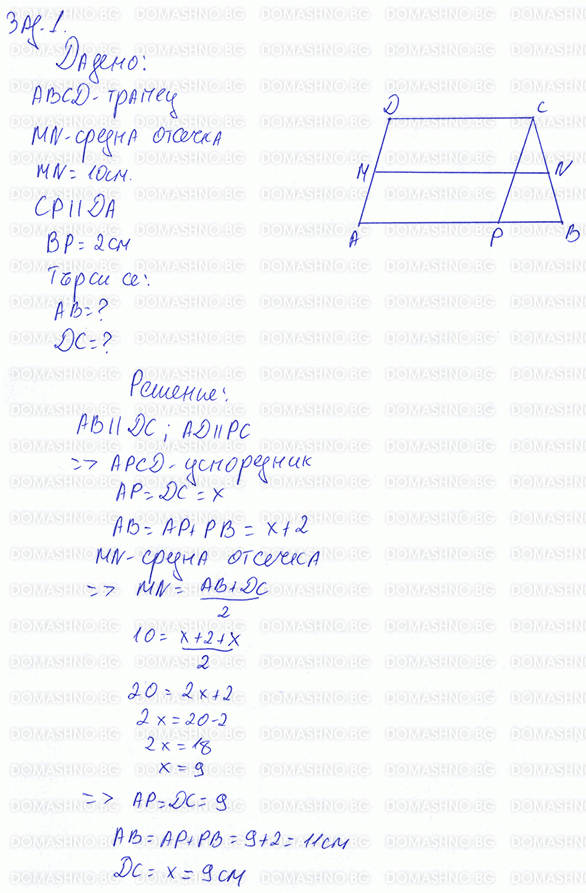 Зад. 1.
Дадено:
ABCD - трапец
MN - средна отсечка
MN = 10см.
CP || DA
BP = 2см
Търси се:
AB = ?
DC = ?
D C
M N
A P B
Решение:
AB || DC ; AD || PC
=> APCD - успоредник
AP = DC = x
AB = AP + PB = x + 2
MN - средна отсечка
=> MN = AB + DC
2
10 = x + 2 + x
2
20 = 2x + 2
2x = 20 - 2
2x = 18
x = 9
=> AP = DC = 9
AB = AP + PB = 9 + 2 = 11см
DC = x = 9см
DOMASHNO.BG